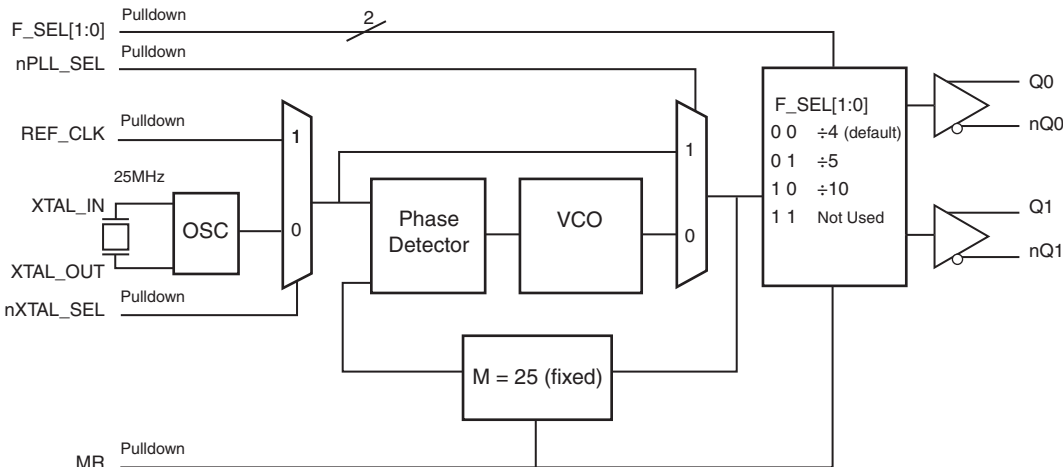 F_SEL[1:0] Pulldown 2
nPLL_SEL Pulldown
REF_CLK Pulldown
1
25MHz
XTAL_IN
OSC
0
XTAL_OUT
nXTAL_SEL Pulldown
Phase
Detector
VCO
1
0
M = 25 (fixed)
F_SEL[1:0]
0 0 ÷4 (default)
0 1 ÷5
1 0 ÷10
1 1 Not Used
Q0
nQ0
Q1
nQ1
MR Pulldown